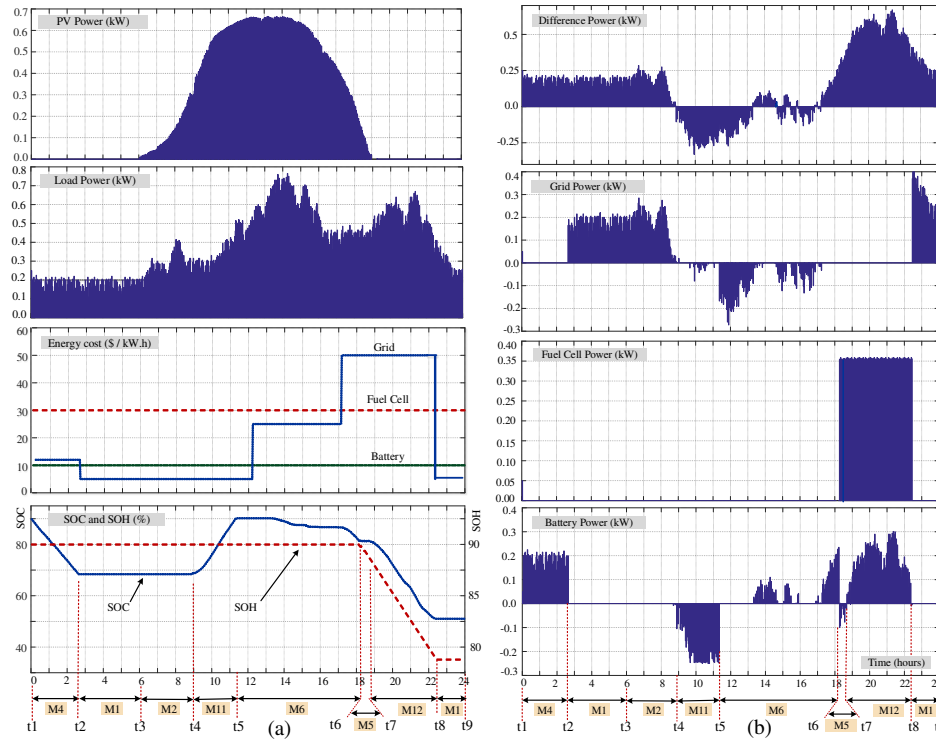 PV Power (kW)
0.7
0.6
0.5
0.4
0.3
0.2
0.1
0.0
Load Power (kW)
0.8
0.7
0.6
0.5
0.4
0.3
0.2
0.1
0.0
Energy cost ($ / kW.h)
60
50
40
30
20
10
0
Grid
Fuel Cell
Battery
SOC and SOH (%)
SOC
SOH
80
60
40
90
85
80
SOC
SOH
0 2 4 6 8 10 12 14 16 18 20 22 24
M4 M1 M2 M11 M6 M5 M12 M1
t1 t2 t3 t4 t5 t6 t7 t8 t9
(a)
Difference Power (kW)
0.5
0.25
0.0
-0.25
Grid Power (kW)
0.4
0.3
0.2
0.1
0.0
-0.1
-0.2
-0.3
Fuel Cell Power (kW)
0.40
0.35
0.30
0.25
0.20
0.15
0.10
0.05
0.00
Battery Power (kW)
0.4
0.3
0.2
0.1
0.0
-0.1
-0.2
-0.3
Time (hours)
0 2 4 6 8 10 12 14 16 18 20 22
M4 M1 M2 M11 M6 M5 M12 M1
t1 t2 t3 t4 t5 t6 t7 t8
(b)